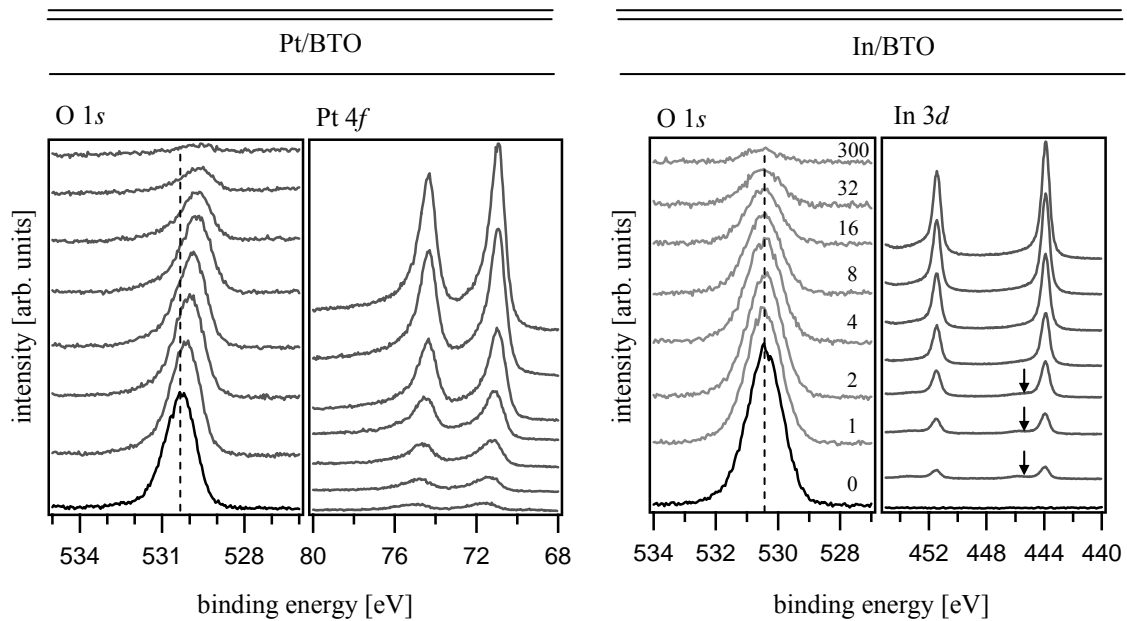 Pt/BTO
In/BTO
O 1s
Pt 4f
O 1s
In 3d
intensity [arb. units]
intensity [arb. units]
300
32
16
8
4
2
1
0
534 531 528
80 76 72 68
534 532 530 528
452 448 444 440
binding energy [eV]
binding energy [eV]